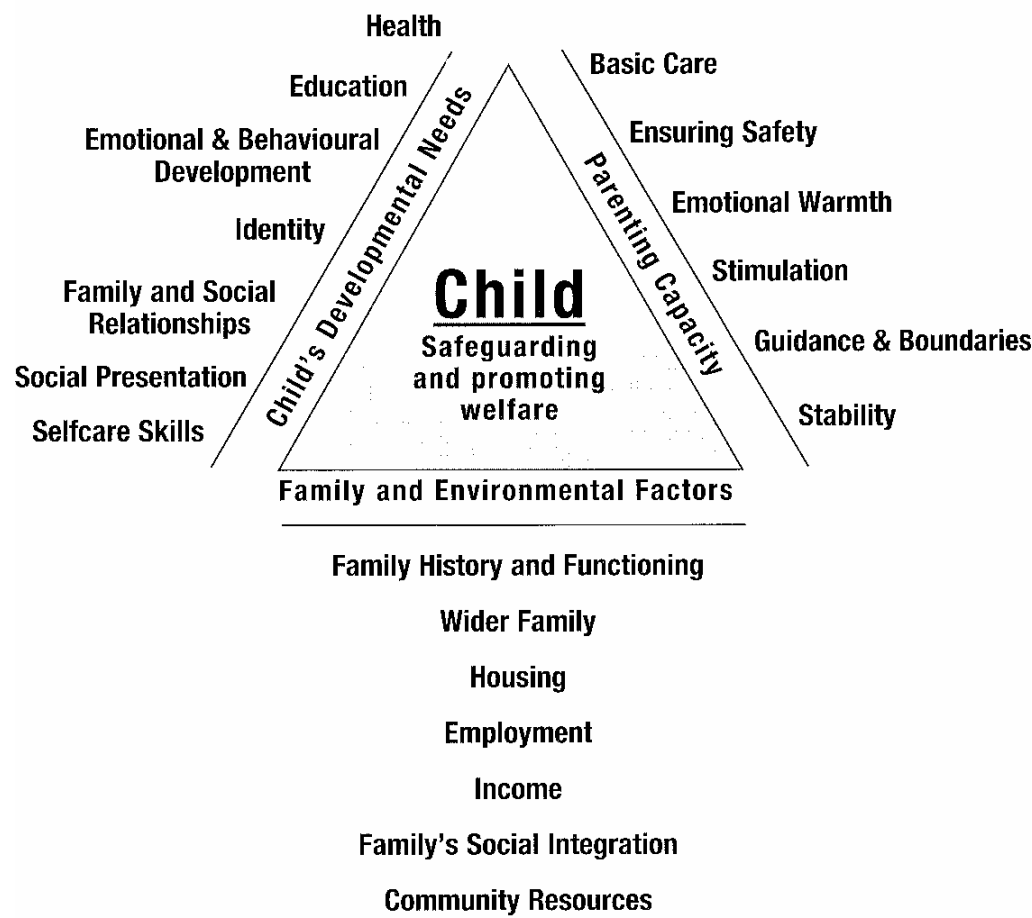 Health
Education
Emotional & Behavioural
Development
Identity
Family and Social
Relationships
Social Presentation
Selfcare Skills
Child's Developmental Needs
Basic Care
Ensuring Safety
Emotional Warmth
Stimulation
Guidance & Boundaries
Stability
Parenting Capacity
Child
Safeguarding
and promoting
welfare
Family and Environmental Factors
Family History and Functioning
Wider Family
Housing
Employment
Income
Family's Social Integration
Community Resources